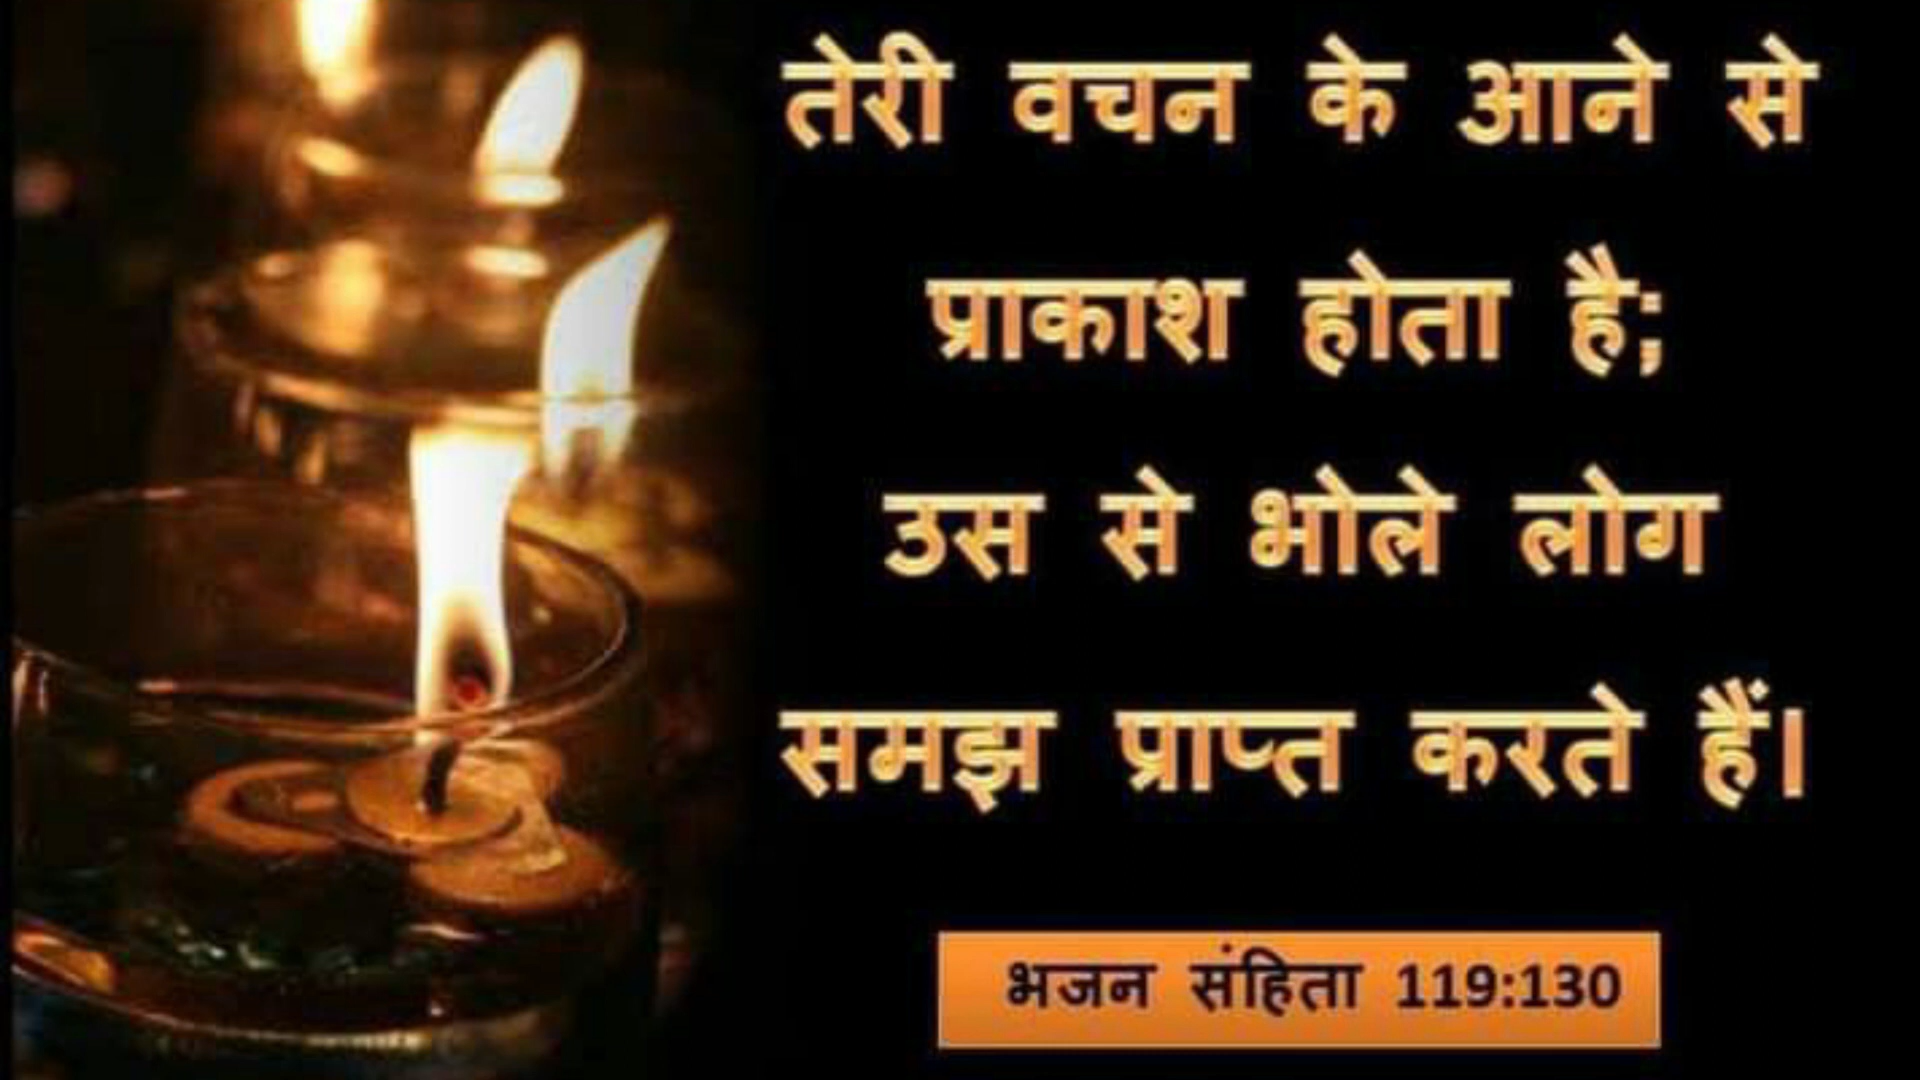 तेरी वचन के आने से
प्राकाश होता है;
उस से भोले लोग
समझ प्राप्त करते हैं।
भजन संहिता 119:130